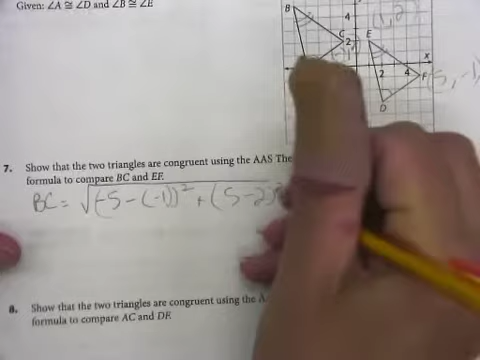 Given: ∠A ≅ ∠D and ∠B ≅ ∠E
B
4
(1, 2
C
2
E
x
2
4
F
(5, -1)
D
7. Show that the two triangles are congruent using the AAS The
formula to compare BC and EF.
BC = √(-5-(-1))² + (5-2)²
8. Show that the two triangles are congruent using the A
formula to compare AC and DF.